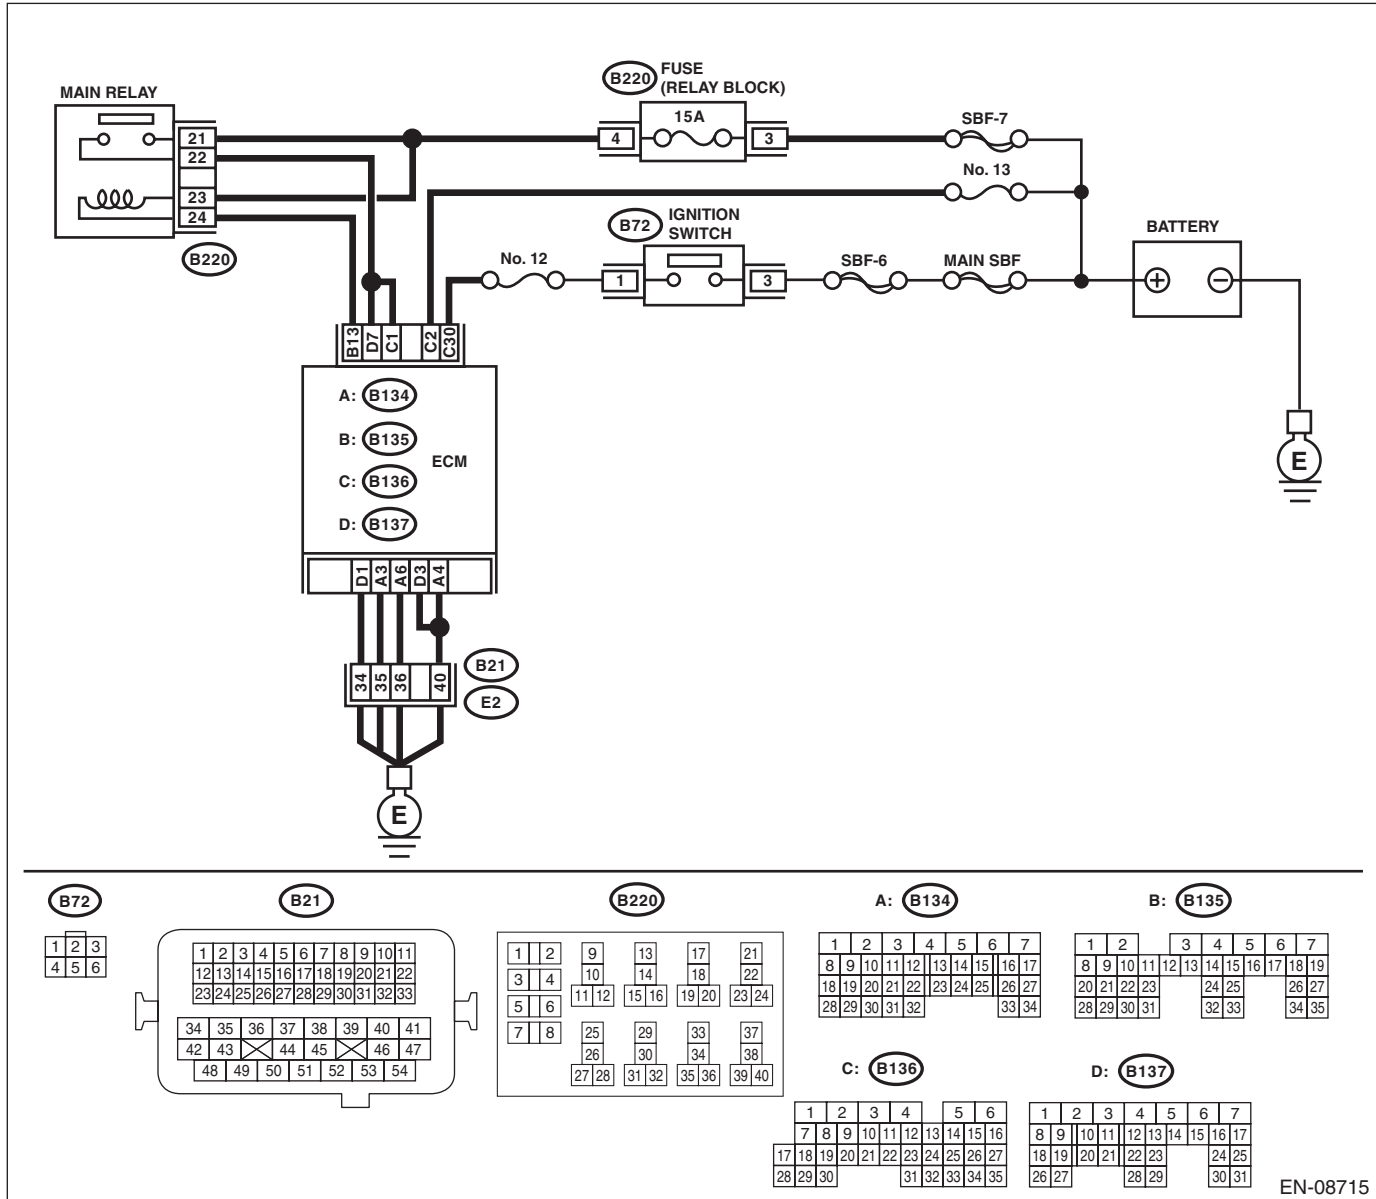 B220 FUSE
(RELAY BLOCK)
MAIN RELAY
15A
SBF-7
21
4
3
22
No. 13
23
24
B72 IGNITION
SWITCH
BATTERY
B220
No. 12
1
3
SBF-6
MAIN SBF
+ −
B13 D7 C1 C2 C30
A: B134
B: B135
C: B136
D: B137
ECM
E
D1 A3 A6 D3 A4
34 35 36 40
B21
E2
E
B72
1 2 3
4 5 6
B21
1 2 3 4 5 6 7 8 9 10 11
12 13 14 15 16 17 18 19 20 21 22
23 24 25 26 27 28 29 30 31 32 33
34 35 36 37 38 39 40 41
42 43 44 45 46 47
48 49 50 51 52 53 54
B220
1 2 9 13 17 21
3 4 10 14 18 22
11 12 15 16 19 20 23 24
5 6
7 8 25 29 33 37
26 30 34 38
27 28 31 32 35 36 39 40
A: B134
1 2 3 4 5 6 7
8 9 10 11 12 13 14 15 16 17
18 19 20 21 22 23 24 25 26 27
28 29 30 31 32 33 34
B: B135
1 2 3 4 5 6 7
8 9 10 11 12 13 14 15 16 17 18 19
20 21 22 23 24 25 26 27
28 29 30 31 32 33 34 35
C: B136
1 2 3 4 5 6
7 8 9 10 11 12 13 14 15 16
17 18 19 20 21 22 23 24 25 26 27
28 29 30 31 32 33 34 35
D: B137
1 2 3 4 5 6 7
8 9 10 11 12 13 14 15 16 17
18 19 20 21 22 23 24 25
26 27 28 29 30 31
EN-08715